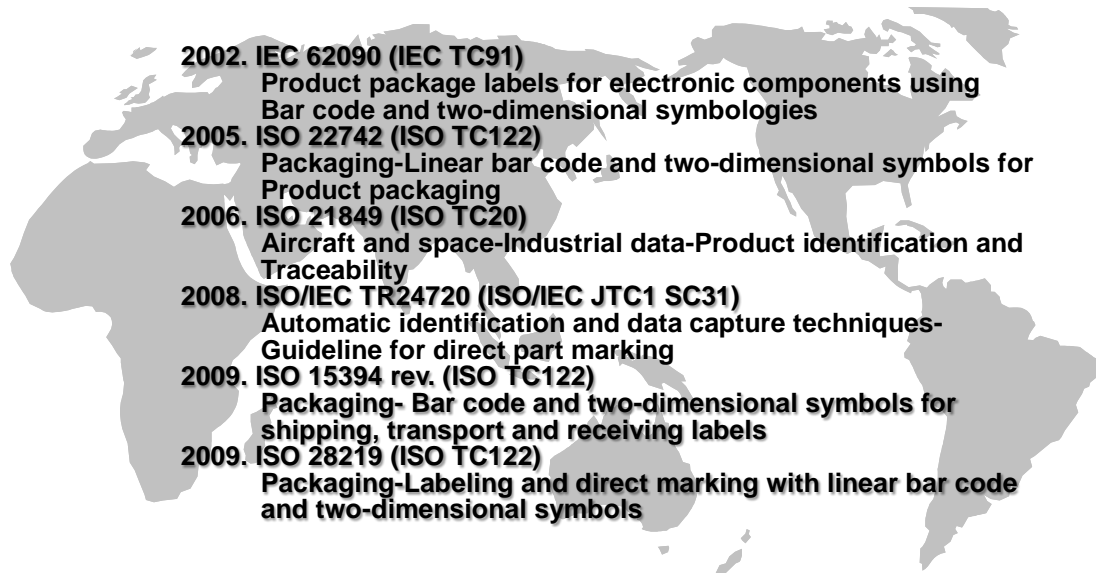 2002. IEC 62090 (IEC TC91)
Product package labels for electronic components using
Bar code and two-dimensional symbologies
2005. ISO 22742 (ISO TC122)
Packaging-Linear bar code and two-dimensional symbols for
Product packaging
2006. ISO 21849 (ISO TC20)
Aircraft and space-Industrial data-Product identification and
Traceability
2008. ISO/IEC TR24720 (ISO/IEC JTC1 SC31)
Automatic identification and data capture techniques-
Guideline for direct part marking
2009. ISO 15394 rev. (ISO TC122)
Packaging- Bar code and two-dimensional symbols for
shipping, transport and receiving labels
2009. ISO 28219 (ISO TC122)
Packaging-Labeling and direct marking with linear bar code
and two-dimensional symbols